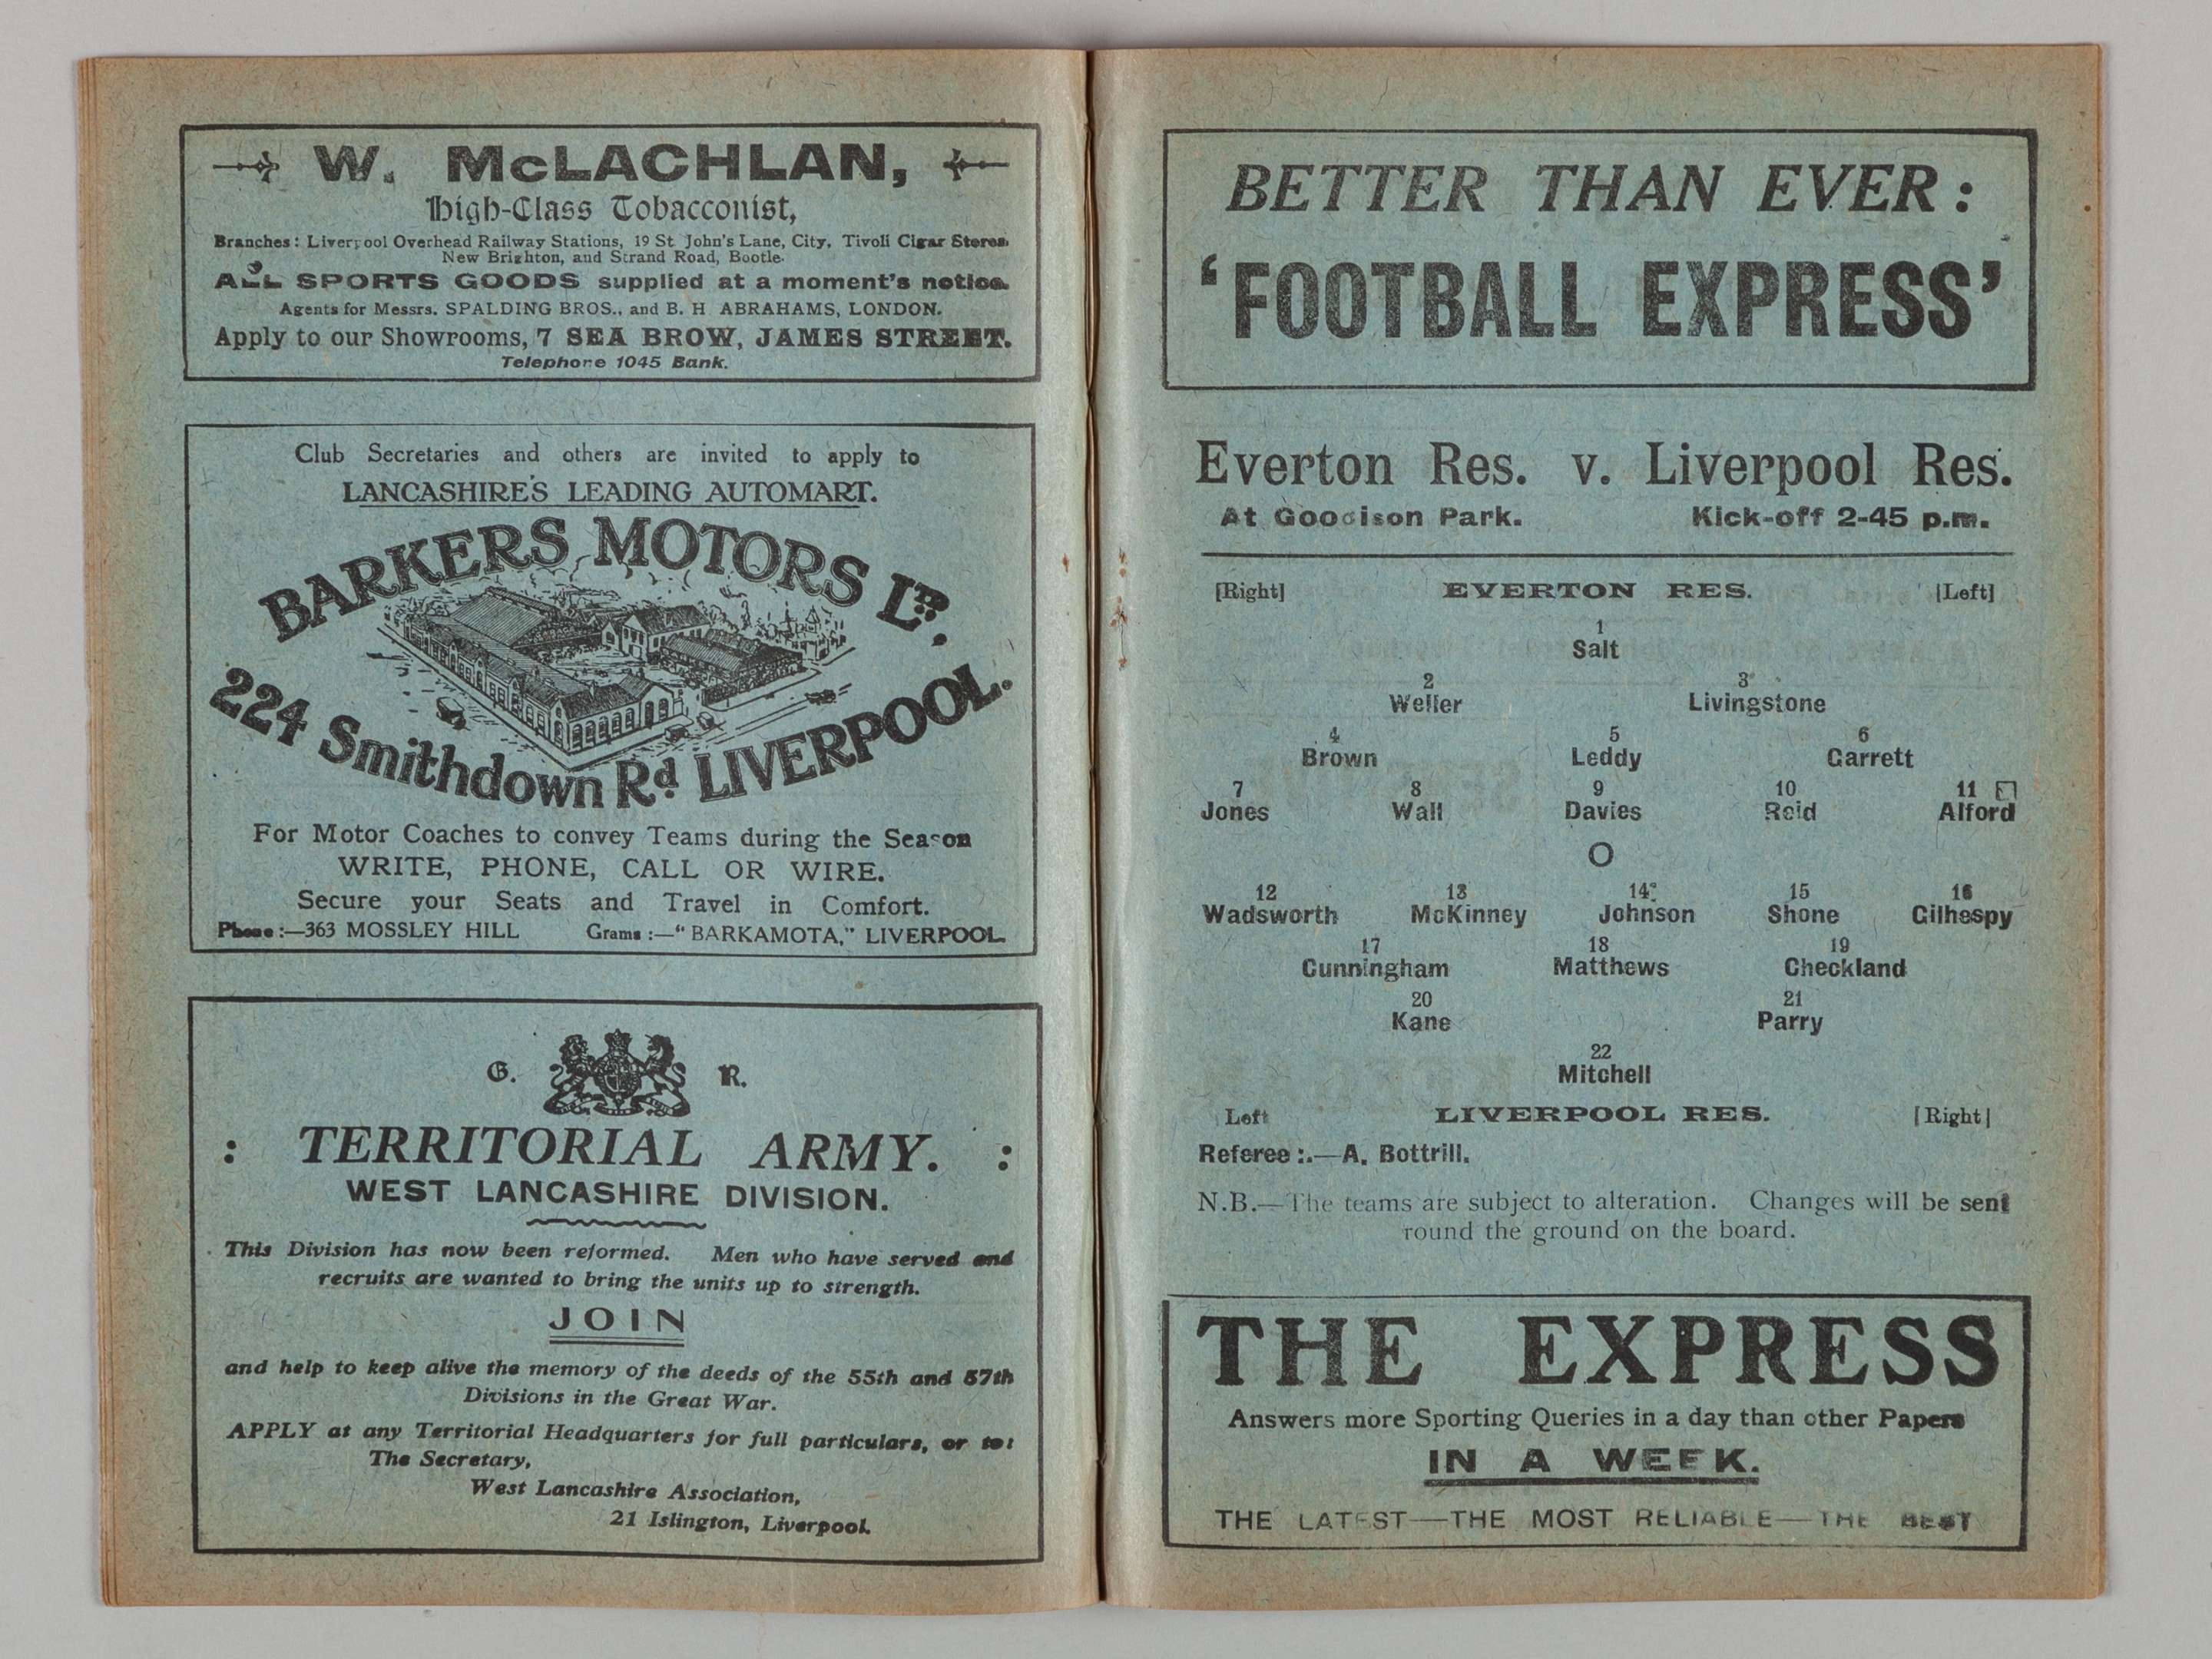 W. McLACHLAN,
High-Class Tobacconist,
Branches: Liverpool Overhead Railway Stations, 19 St John's Lane, City, Tivoli Cigar Stores,
New Brighton, and Strand Road, Bootle.
ALL SPORTS GOODS supplied at a moment's notice.
Agents for Messrs. SPALDING BROS., and B. H ABRAHAMS, LONDON.
Apply to our Showrooms, 7 SEA BROW, JAMES STREET.
Telephone 1045 Bank.
Club Secretaries and others are invited to apply to
LANCASHIRE'S LEADING AUTOMART.
BARKERS MOTORS LTD.
224 Smithdown Rd LIVERPOOL.
For Motor Coaches to convey Teams during the Season
WRITE, PHONE, CALL OR WIRE.
Secure your Seats and Travel in Comfort.
Phone:—363 MOSSLEY HILL Grams:—"BARKAMOTA," LIVERPOOL
G. R.
: TERRITORIAL ARMY. :
WEST LANCASHIRE DIVISION.
This Division has now been reformed. Men who have served and
recruits are wanted to bring the units up to strength.
JOIN
and help to keep alive the memory of the deeds of the 55th and 57th
Divisions in the Great War.
APPLY at any Territorial Headquarters for full particulars, or to:
The Secretary,
West Lancashire Association,
21 Islington, Liverpool.
BETTER THAN EVER:
'FOOTBALL EXPRESS'
Everton Res. v. Liverpool Res.
At Goodison Park. Kick-off 2-45 p.m.
[Right] EVERTON RES. [Left]
1
Salt
2 3
Weller Livingstone
4 5 6
Brown Leddy Garrett
7 8 9 10 11
Jones Wall Davies Reid Alford
O
12 13 14 15 16
Wadsworth McKinney Johnson Shone Gilhespy
17 18 19
Cunningham Matthews Checkland
20 21
Kane Parry
22
Mitchell
Left LIVERPOOL RES. [Right]
Referee:.—A. Bottrill.
N.B.—The teams are subject to alteration. Changes will be sent
round the ground on the board.
THE EXPRESS
Answers more Sporting Queries in a day than other Papers
IN A WEEK.
THE LATEST—THE MOST RELIABLE—THE BEST